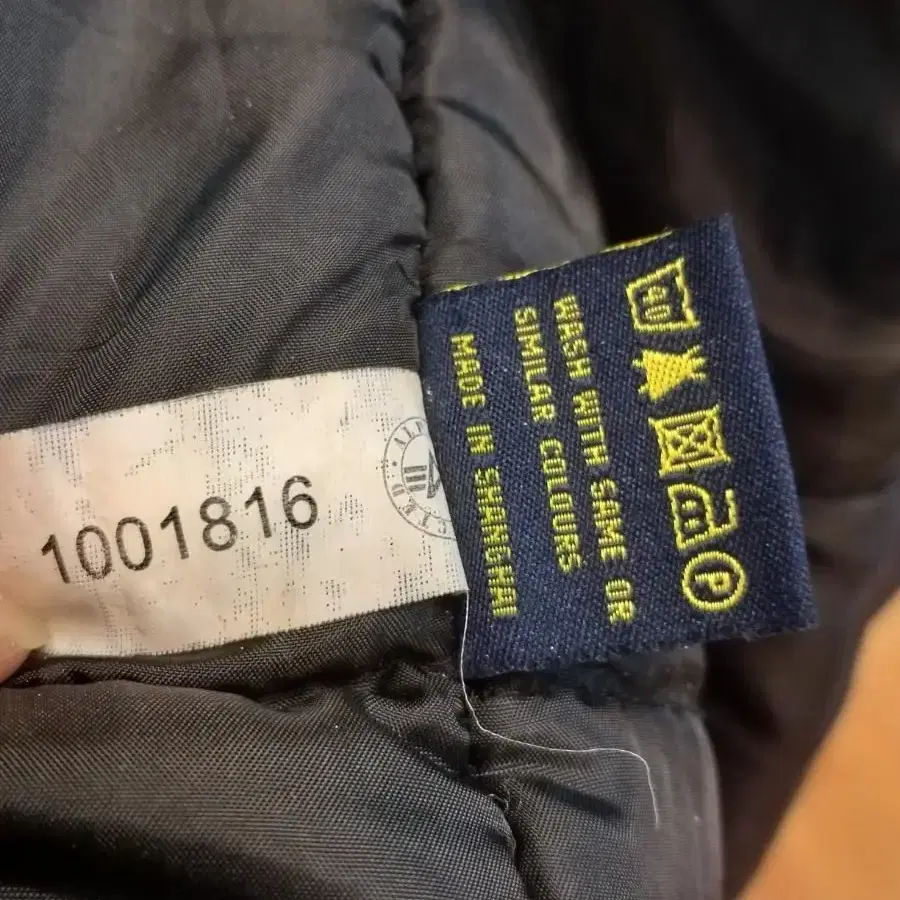 1001816
40
WASH WITH SAME OR
SIMILAR COLOURS
MADE IN SHANGHAI
P